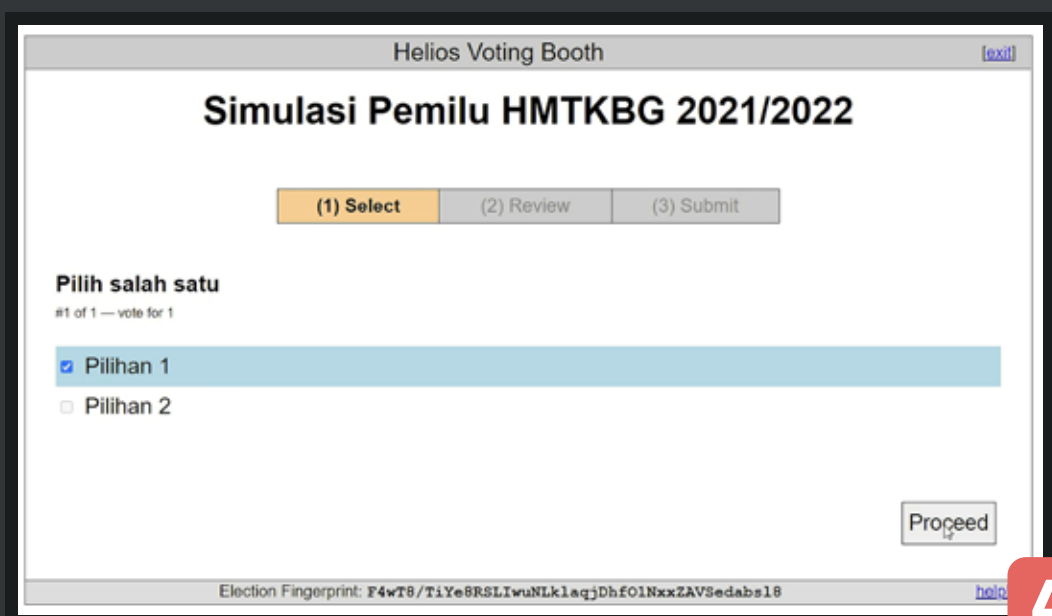 Helios Voting Booth [exit]
Simulasi Pemilu HMTKBG 2021/2022
(1) Select (2) Review (3) Submit
Pilih salah satu
#1 of 1 — vote for 1
Pilihan 1
Pilihan 2
Proceed
Election Fingerprint: F4wT8/TiYe8RSLIwuNLklaqjDhfO1NxxZAVSedabsl8 help